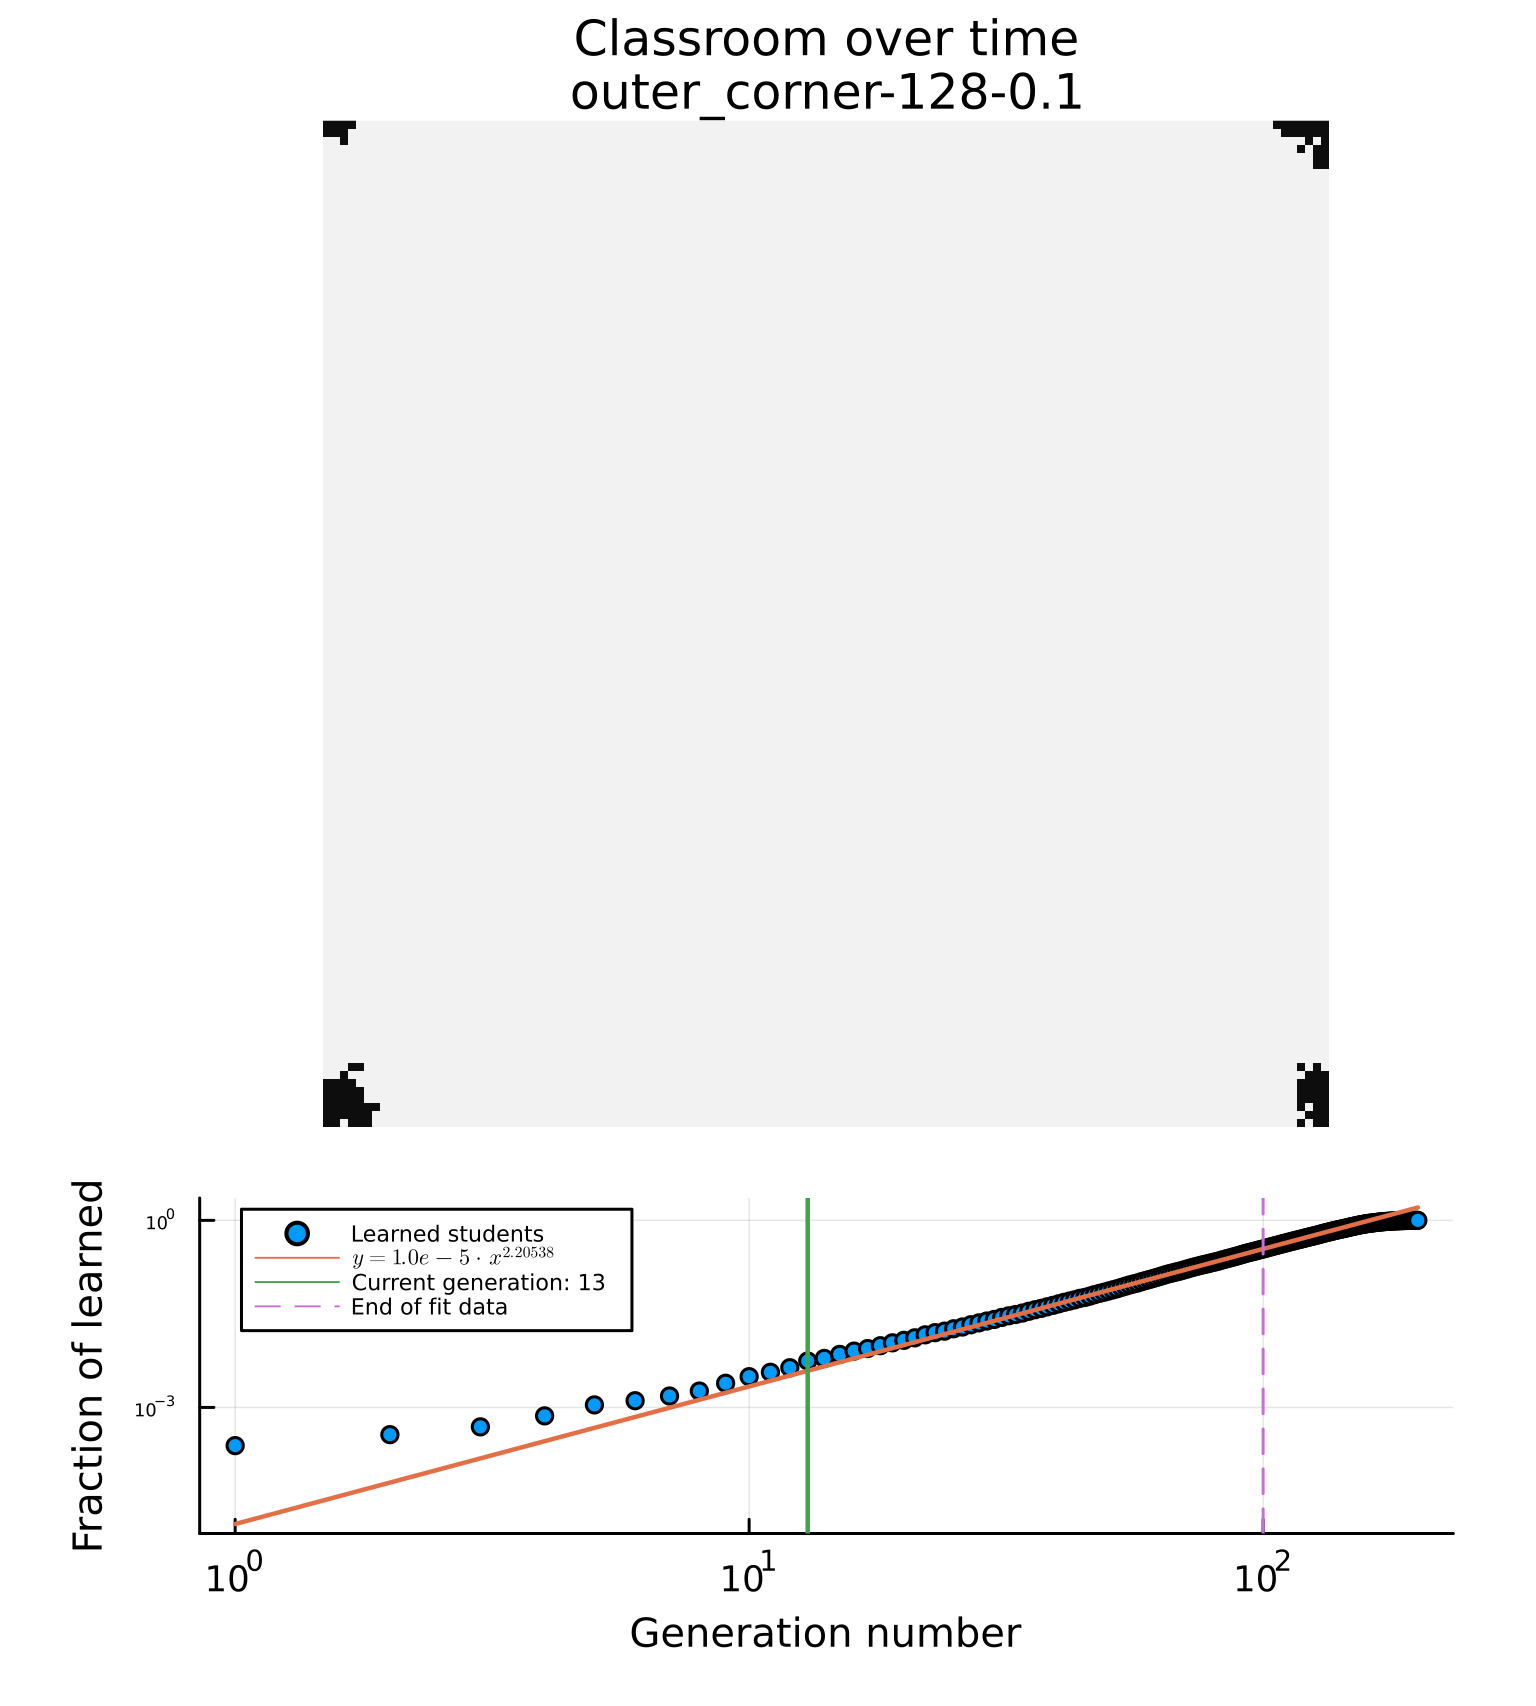 Classroom over time
outer_corner-128-0.1
Fraction of learned
10^0
10^−3
Learned students
y = 1.0e − 5 · x^2.20538
Current generation: 13
End of fit data
10^0 10^1 10^2
Generation number